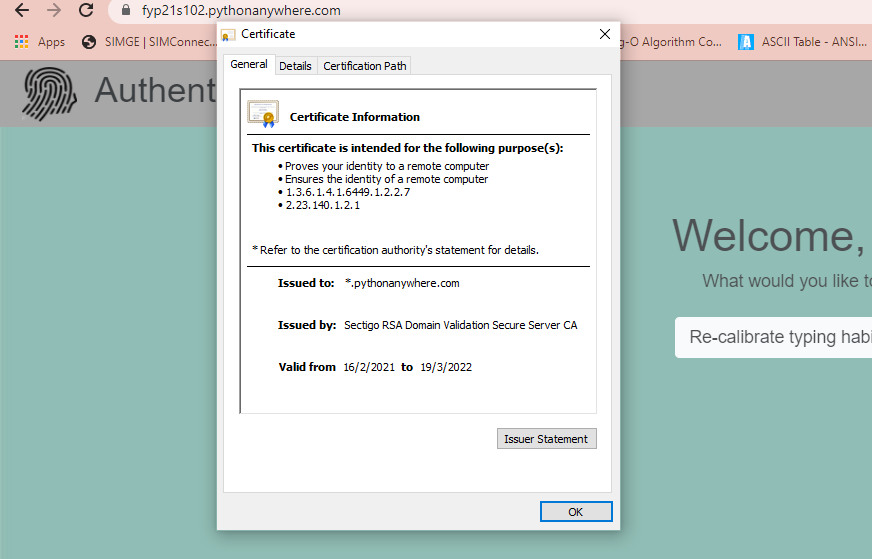 fyp21s102.pythonanywhere.com
Apps
SIMGE | SIMConnec...
g-O Algorithm Co...
ASCII Table - ANSI...
Authent
Certificate
General
Details
Certification Path
Certificate Information
This certificate is intended for the following purpose(s):
• Proves your identity to a remote computer
• Ensures the identity of a remote computer
• 1.3.6.1.4.1.6449.1.2.2.7
• 2.23.140.1.2.1
* Refer to the certification authority's statement for details.
Issued to: *.pythonanywhere.com
Issued by: Sectigo RSA Domain Validation Secure Server CA
Valid from 16/2/2021 to 19/3/2022
Issuer Statement
OK
Welcome,
What would you like to
Re-calibrate typing habi